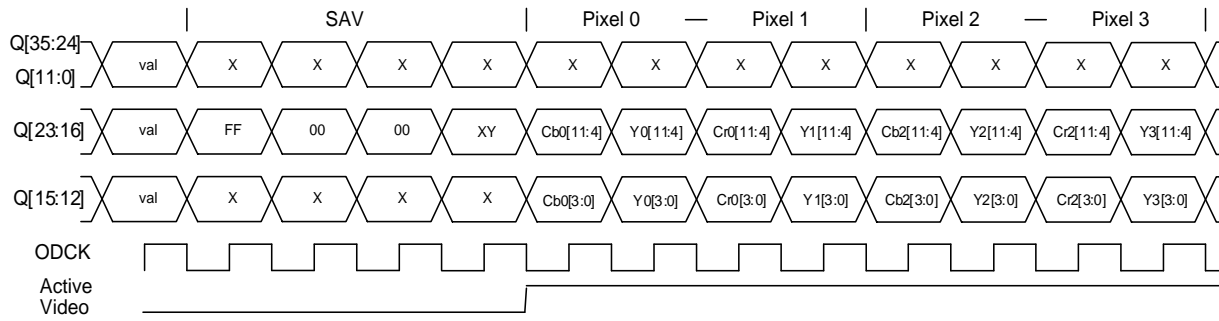 SAV Pixel 0 — Pixel 1 Pixel 2 — Pixel 3
Q[35:24]
Q[11:0] val X X X X X X X X X X X X
Q[23:16] val FF 00 00 XY Cb0[11:4] Y0[11:4] Cr0[11:4] Y1[11:4] Cb2[11:4] Y2[11:4] Cr2[11:4] Y3[11:4]
Q[15:12] val X X X X Cb0[3:0] Y0[3:0] Cr0[3:0] Y1[3:0] Cb2[3:0] Y2[3:0] Cr2[3:0] Y3[3:0]
ODCK
Active
Video